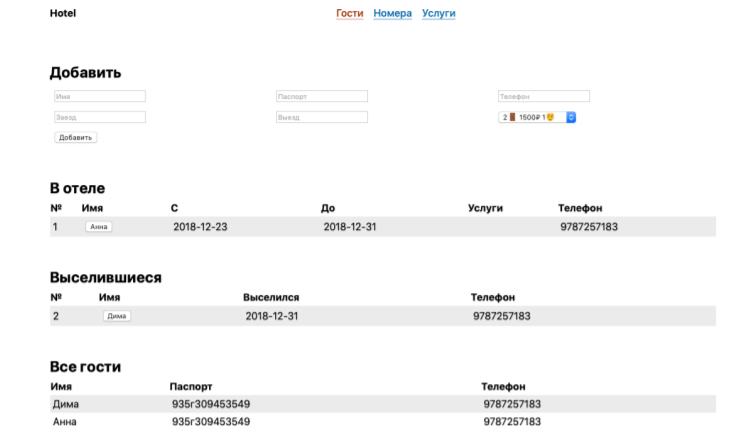 Hotel Гости Номера Услуги
Добавить
Имя Паспорт Телефон
Заезд Выезд 2🚪 1500₽ 1👨
Добавить
В отеле
№ Имя С До Услуги Телефон
1 Анна 2018-12-23 2018-12-31 9787257183
Выселившиеся
№ Имя Выселился Телефон
2 Дима 2018-12-31 9787257183
Все гости
Имя Паспорт Телефон
Дима 935г309453549 9787257183
Анна 935г309453549 9787257183